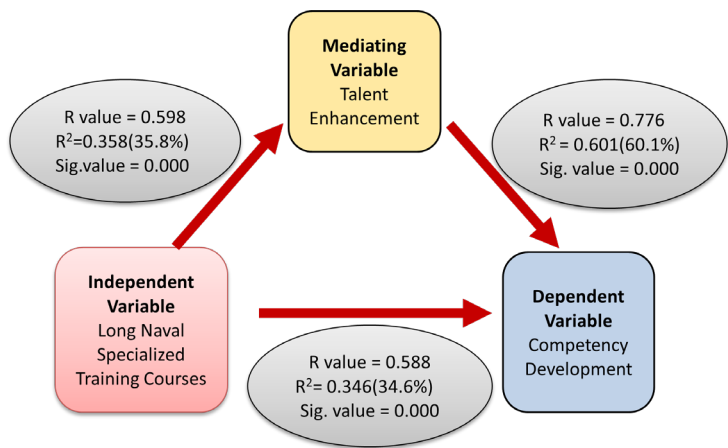 Mediating
Variable
Talent
Enhancement
R value = 0.598
R²=0.358(35.8%)
Sig.value = 0.000
R value = 0.776
R² = 0.601(60.1%)
Sig. value = 0.000
Independent
Variable
Long Naval
Specialized
Training Courses
Dependent
Variable
Competency
Development
R value = 0.588
R²= 0.346(34.6%)
Sig. value = 0.000